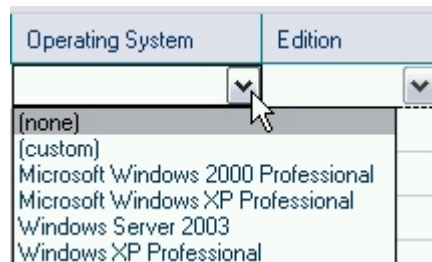 Operating System Edition
(none)
(custom)
Microsoft Windows 2000 Professional
Microsoft Windows XP Professional
Windows Server 2003
Windows XP Professional